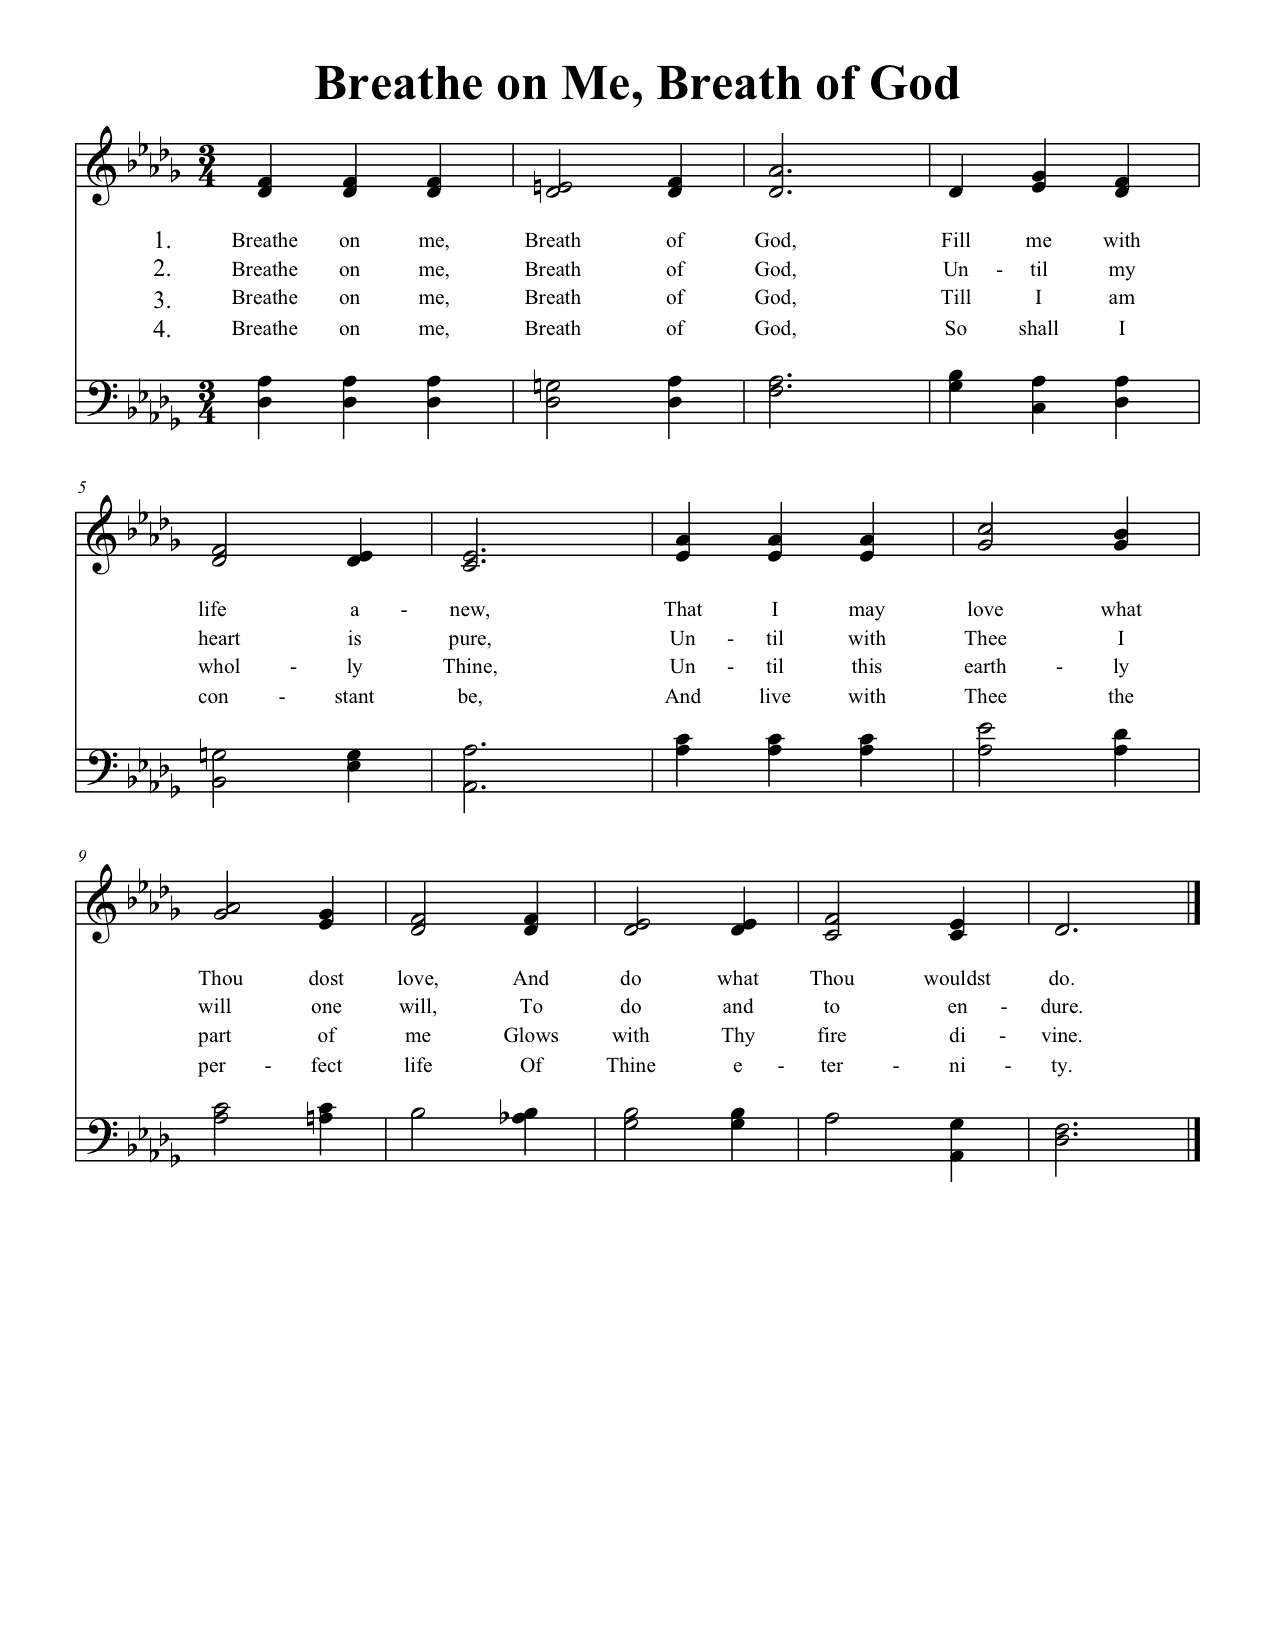 Breathe on Me, Breath of God
1. Breathe on me, Breath of God, Fill me with
2. Breathe on me, Breath of God, Un - til my
3. Breathe on me, Breath of God, Till I am
4. Breathe on me, Breath of God, So shall I
5
life a - new, That I may love what
heart is pure, Un - til with Thee I
whol - ly Thine, Un - til this earth - ly
con - stant be, And live with Thee the
9
Thou dost love, And do what Thou wouldst do.
will one will, To do and to en - dure.
part of me Glows with Thy fire di - vine.
per - fect life Of Thine e - ter - ni - ty.